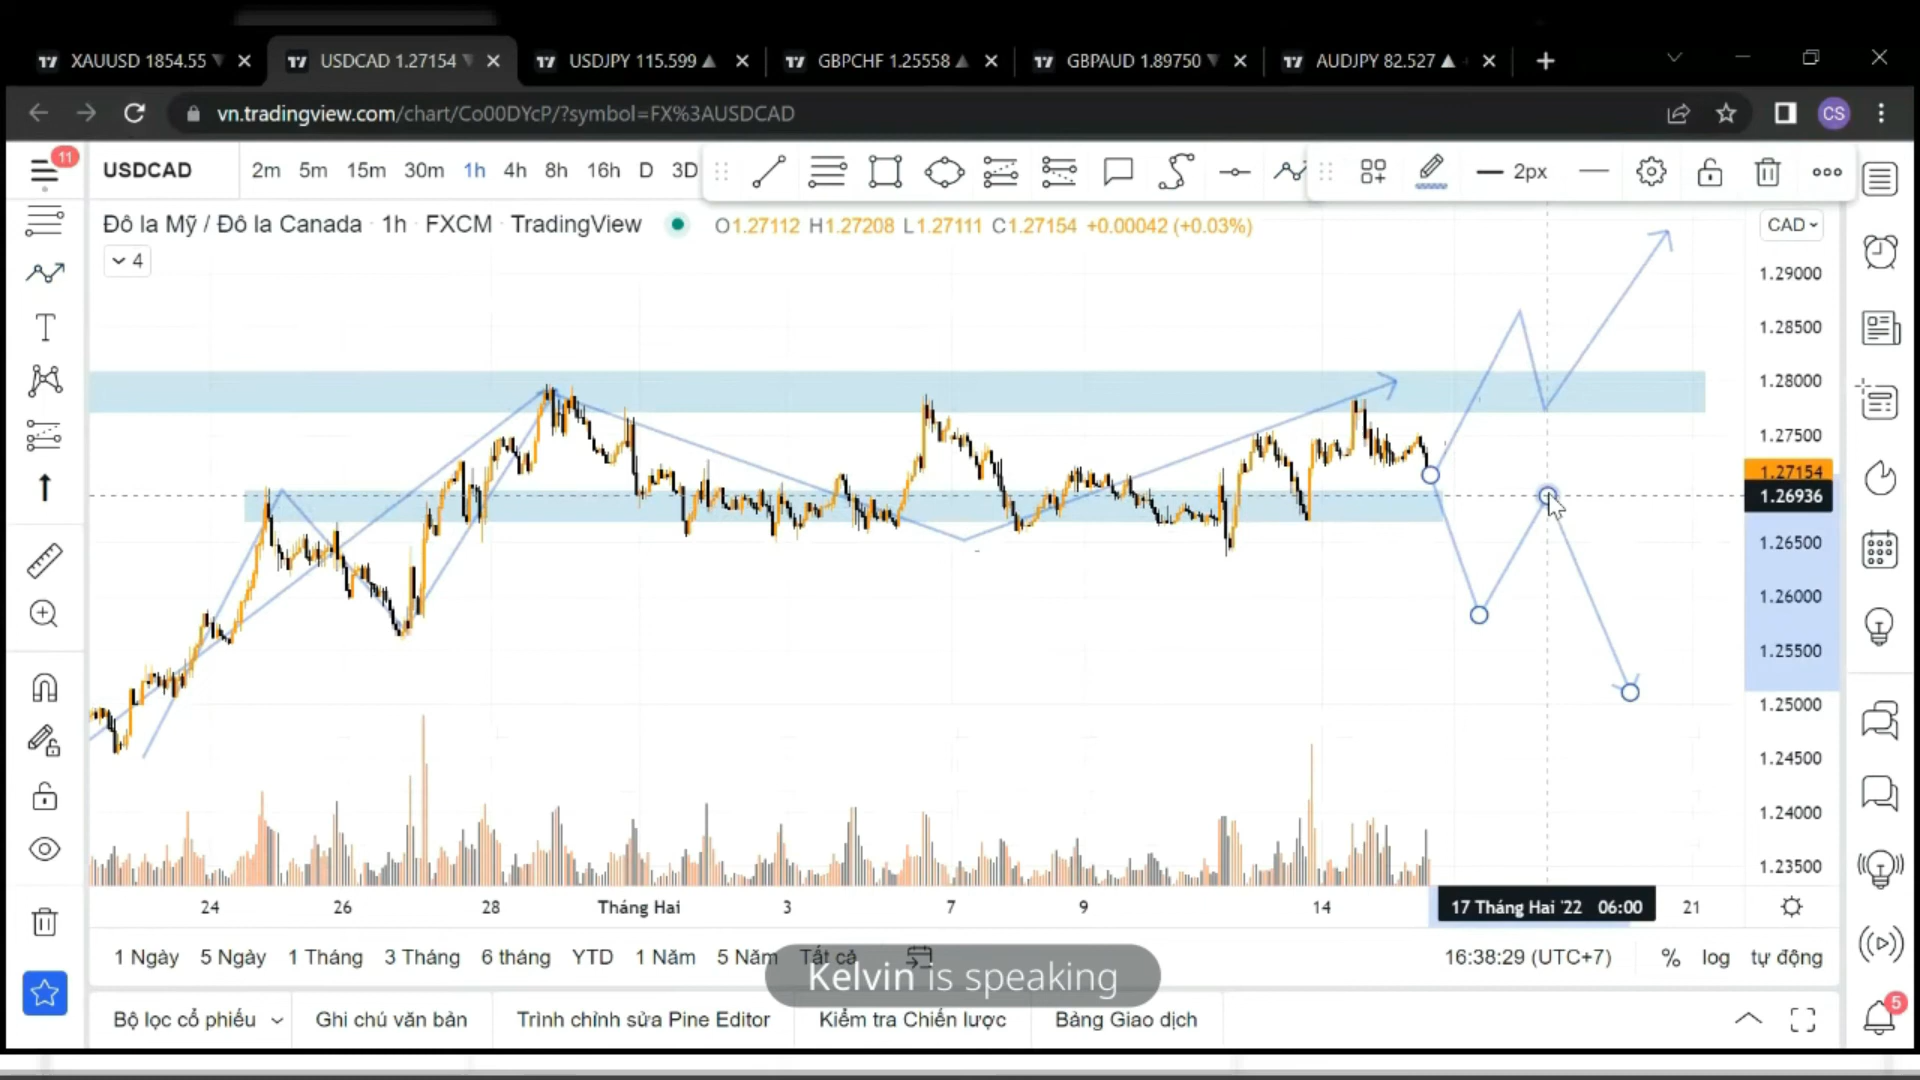 XAUUSD 1854.55 ▼
USDCAD 1.27154 ▼
USDJPY 115.599 ▲
GBPCHF 1.25558 ▲
GBPAUD 1.89750 ▼
AUDJPY 82.527 ▲
vn.tradingview.com/chart/Co00DYcP/?symbol=FX%3AUSDCAD
CS
11
USDCAD
2m 5m 15m 30m 1h 4h 8h 16h D 3D
2px
Đô la Mỹ / Đô la Canada · 1h · FXCM · TradingView
O1.27112 H1.27208 L1.27111 C1.27154 +0.00042 (+0.03%)
CAD
4
1.29000
1.28500
1.28000
1.27500
1.27154
1.26936
1.26500
1.26000
1.25500
1.25000
1.24500
1.24000
1.23500
24 26 28 Tháng Hai 3 7 9 14 17 Tháng Hai '22 06:00 21
1 Ngày 5 Ngày 1 Tháng 3 Tháng 6 tháng YTD 1 Năm 5 Năm Tất cả
16:38:29 (UTC+7) % log tự động
Kelvin is speaking
5
Bộ lọc cổ phiếu Ghi chú văn bản Trình chỉnh sửa Pine Editor Kiểm tra Chiến lược Bảng Giao dịch